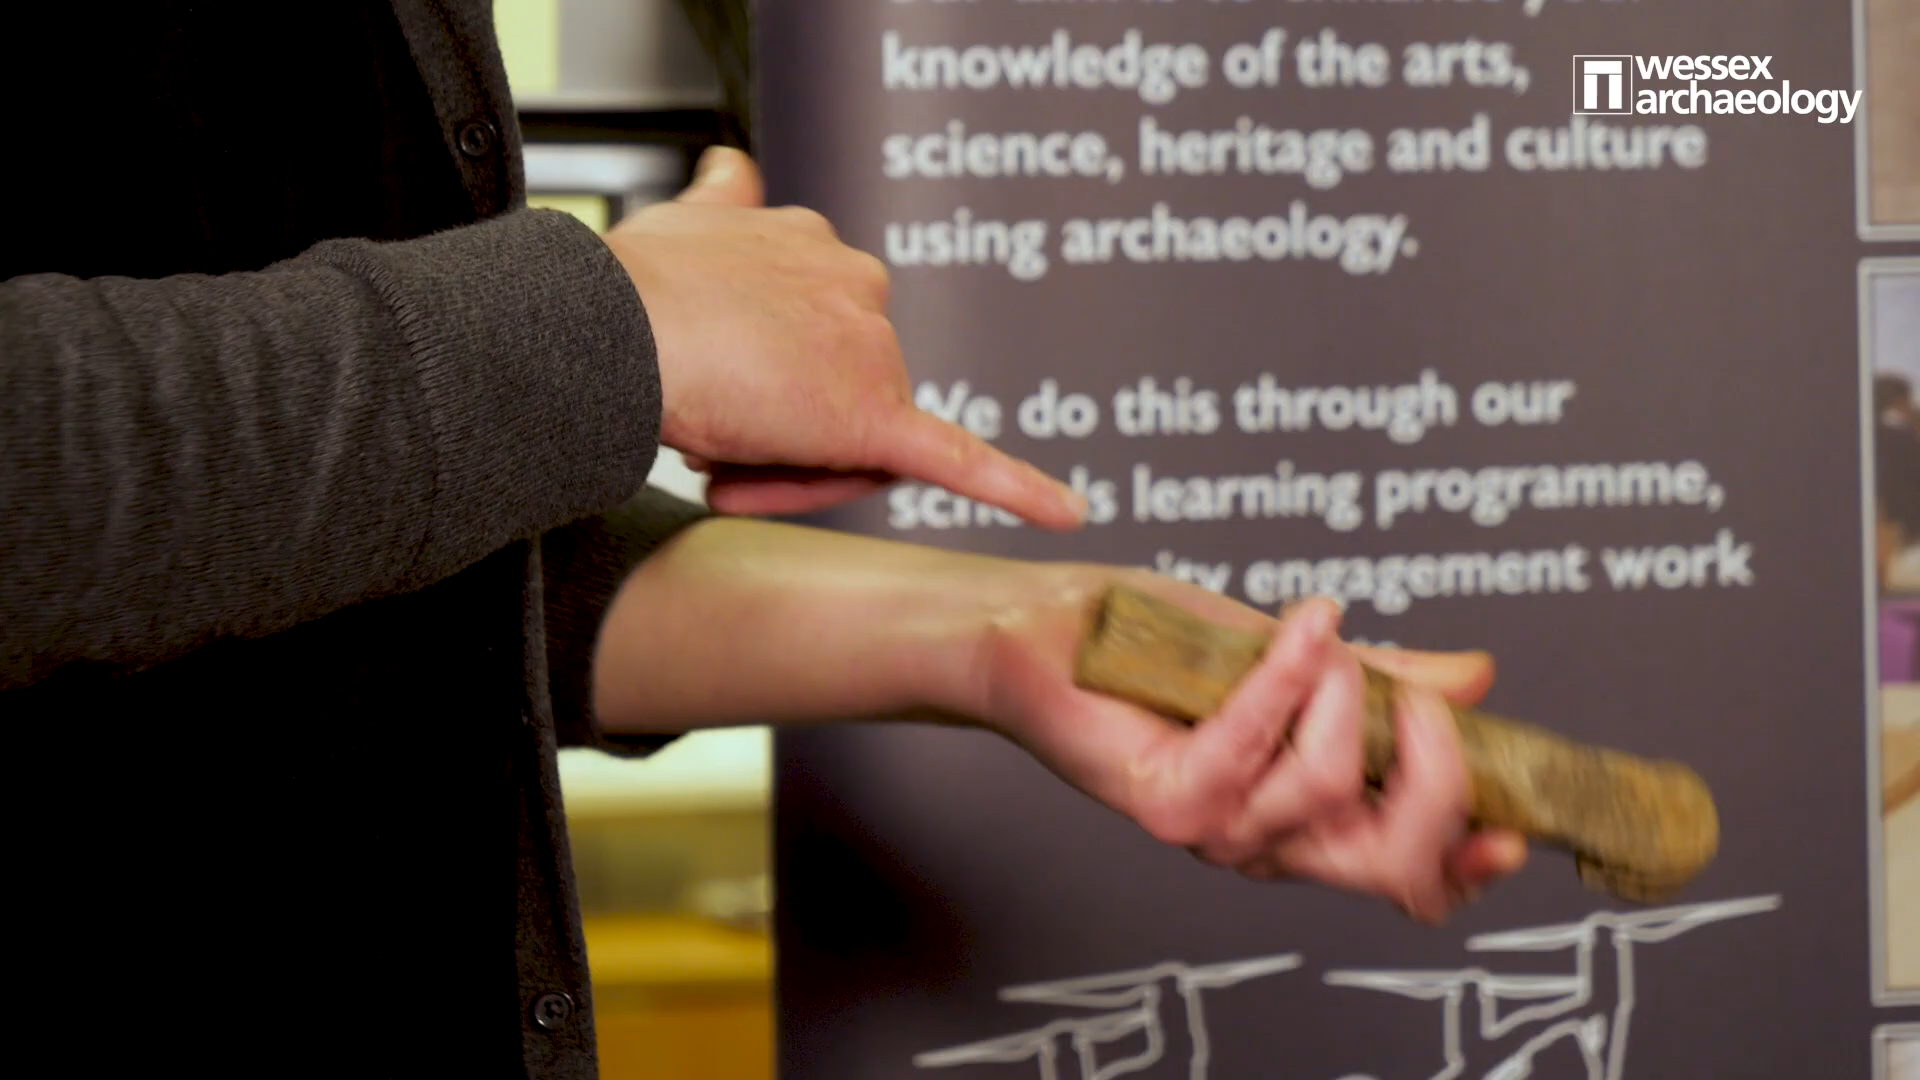 knowledge of the arts,
science, heritage and culture
using archaeology.
We do this through our
schools learning programme,
engagement work
wessex
archaeology